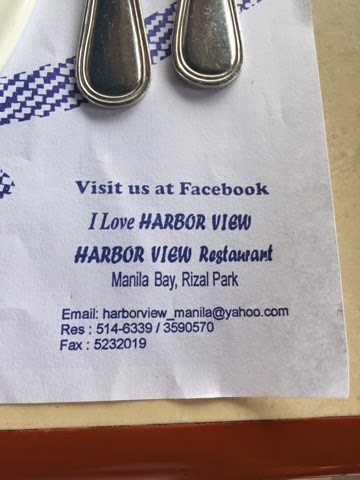 Visit us at Facebook
I Love HARBOR VIEW
HARBOR VIEW Restaurant
Manila Bay, Rizal Park
Email: harborview_manila@yahoo.com
Res : 514-6339 / 3590570
Fax : 5232019